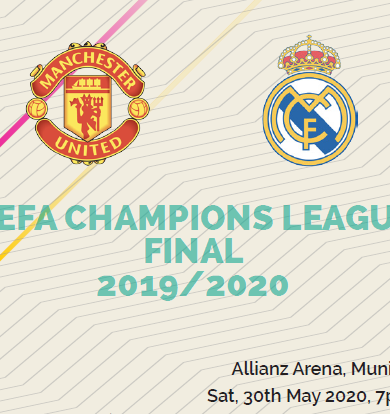 MANCHESTER
UNITED
EFA CHAMPIONS LEAGU
FINAL
2019/2020
Allianz Arena, Muni
Sat, 30th May 2020, 7p